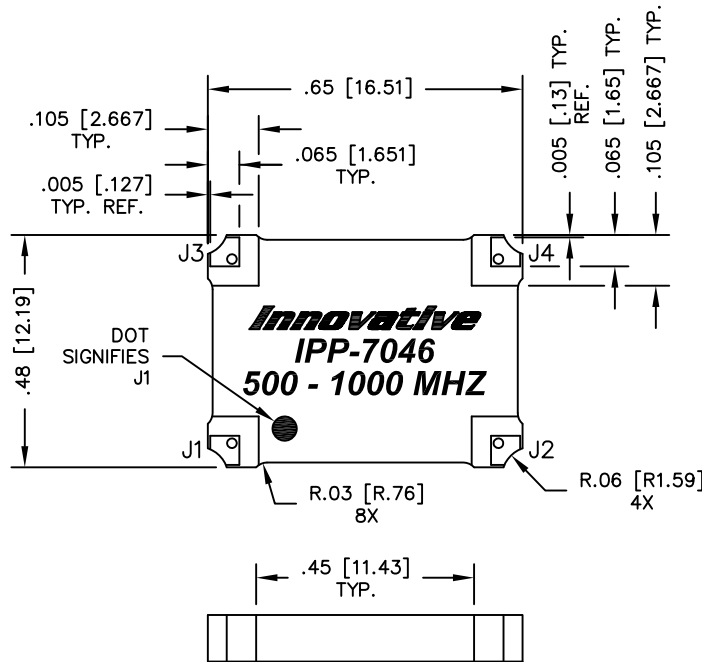 .65 [16.51]
.105 [2.667]
TYP.
.065 [1.651]
TYP.
.005 [.127]
TYP. REF.
.005 [.13] TYP.
REF.
.065 [1.65] TYP.
.105 [2.667] TYP.
J3
J4
.48 [12.19]
DOT
SIGNIFIES
J1
Innovative
IPP-7046
500 - 1000 MHZ
J1
J2
R.03 [R.76]
8X
R.06 [R1.59]
4X
.45 [11.43]
TYP.